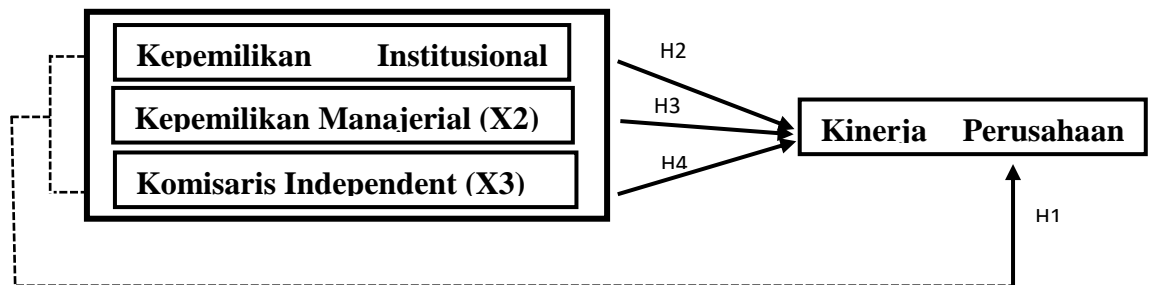 Kepemilikan Institusional
Kepemilikan Manajerial (X2)
Komisaris Independent (X3)
H2
H3
H4
Kinerja Perusahaan
H1